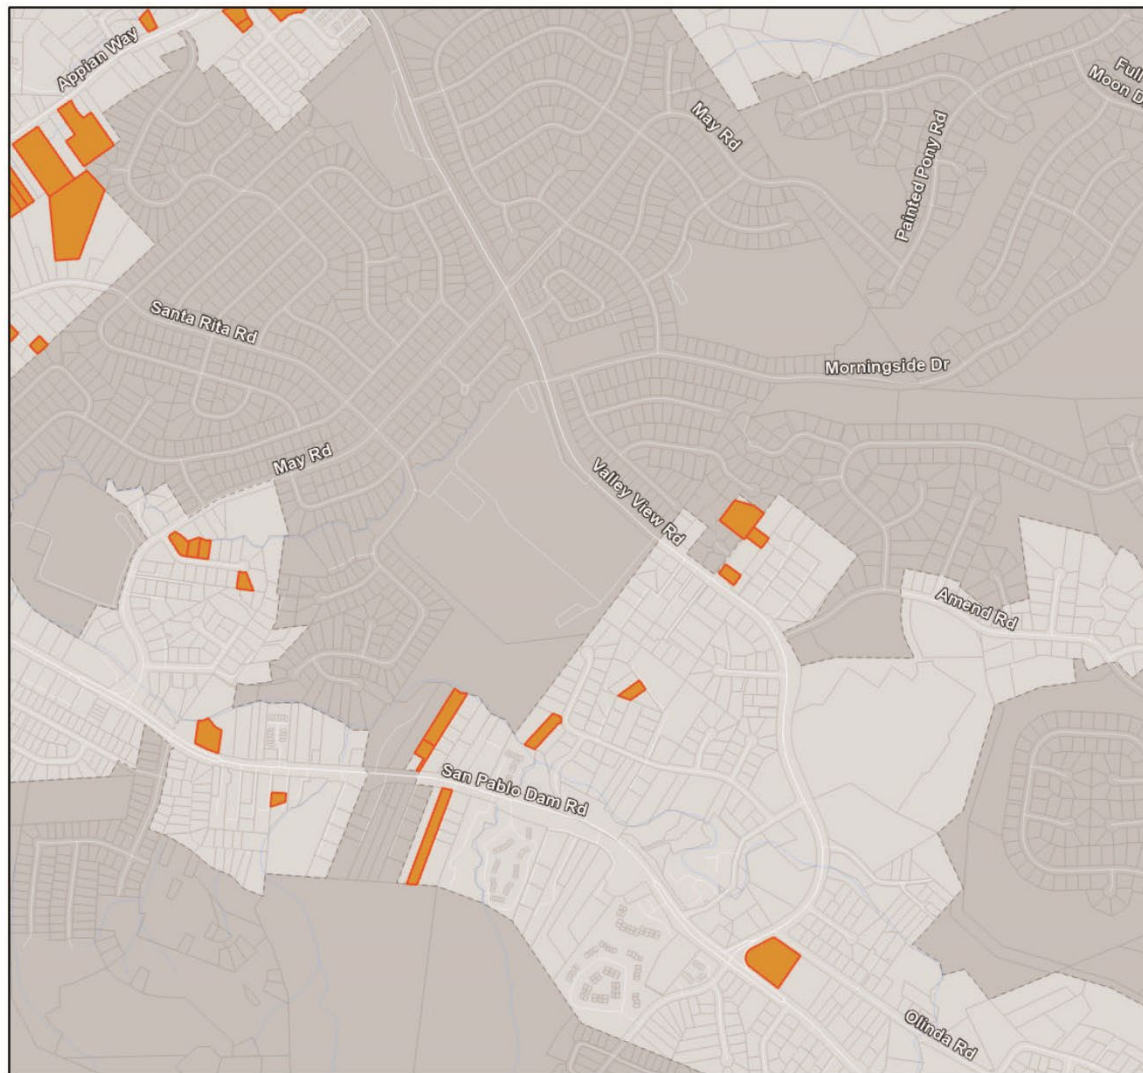 Appian Way
Full
Moon D
May Rd
Painted Pony Rd
Santa Rita Rd
Morningside Dr
May Rd
Valley View Rd
Amend Rd
San Pablo Dam Rd
Olinda Rd